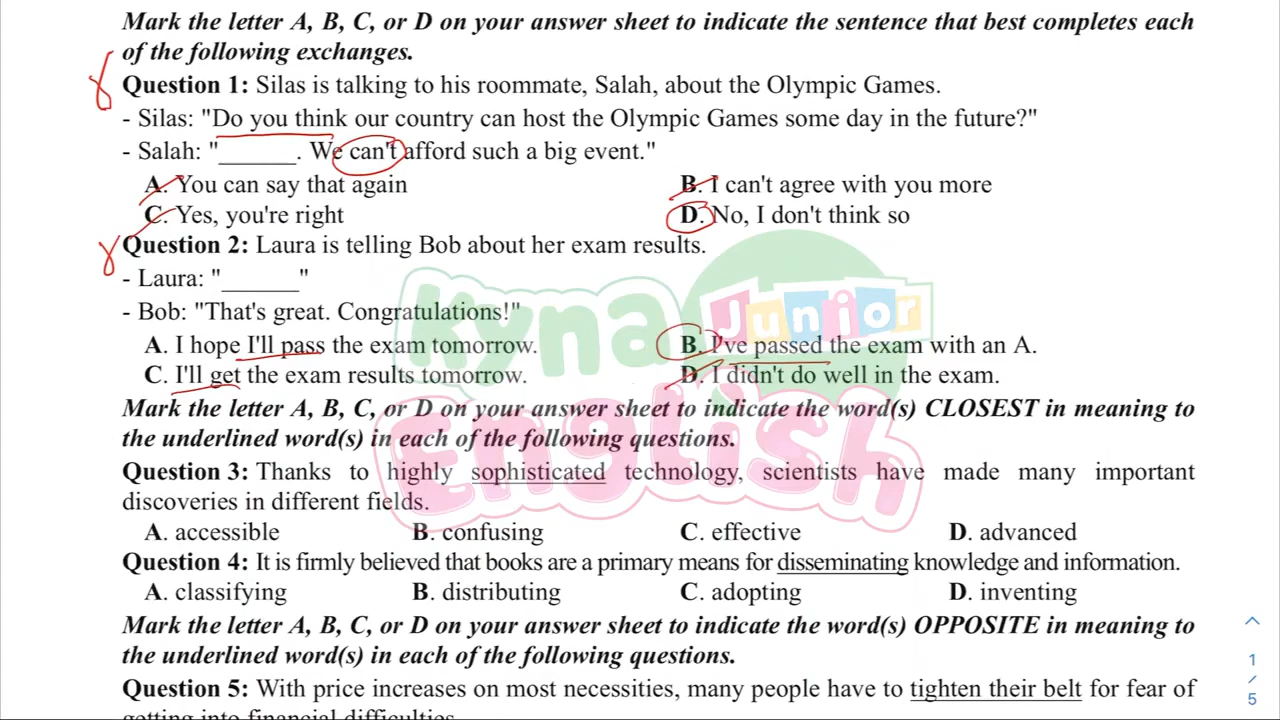 Mark the letter A, B, C, or D on your answer sheet to indicate the sentence that best completes each
of the following exchanges.
Question 1: Silas is talking to his roommate, Salah, about the Olympic Games.
- Silas: "Do you think our country can host the Olympic Games some day in the future?"
- Salah: "______. We can't afford such a big event."
A. You can say that again B. I can't agree with you more
C. Yes, you're right D. No, I don't think so
Question 2: Laura is telling Bob about her exam results.
- Laura: "______"
- Bob: "That's great. Congratulations!"
A. I hope I'll pass the exam tomorrow. B. I've passed the exam with an A.
C. I'll get the exam results tomorrow. D. I didn't do well in the exam.
Mark the letter A, B, C, or D on your answer sheet to indicate the word(s) CLOSEST in meaning to
the underlined word(s) in each of the following questions.
Question 3: Thanks to highly sophisticated technology, scientists have made many important
discoveries in different fields.
A. accessible B. confusing C. effective D. advanced
Question 4: It is firmly believed that books are a primary means for disseminating knowledge and information.
A. classifying B. distributing C. adopting D. inventing
Mark the letter A, B, C, or D on your answer sheet to indicate the word(s) OPPOSITE in meaning to
the underlined word(s) in each of the following questions.
Question 5: With price increases on most necessities, many people have to tighten their belt for fear of
getting into financial difficulties.
Kyna Junior
English
1
/
5